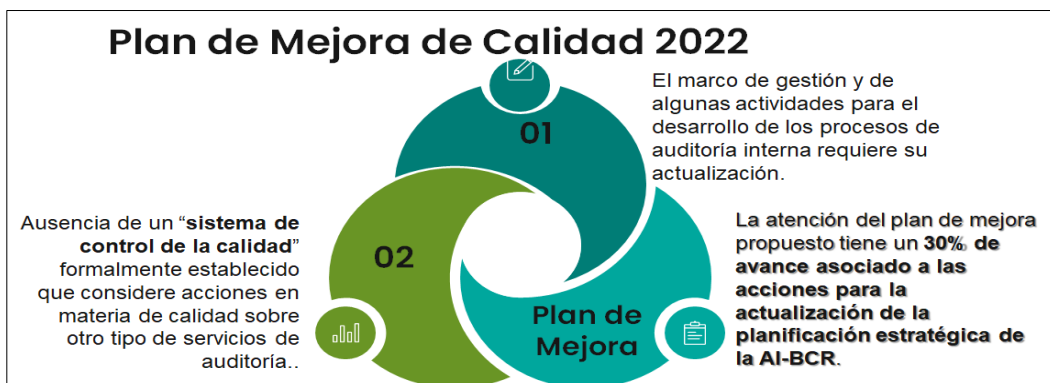 Plan de Mejora de Calidad 2022
El marco de gestión y de
algunas actividades para el
desarrollo de los procesos de
auditoría interna requiere su
actualización.
01
Ausencia de un “sistema de
control de la calidad”
formalmente establecido
que considere acciones en
materia de calidad sobre
otro tipo de servicios de
auditoría..
02
La atención del plan de mejora
propuesto tiene un 30% de
avance asociado a las
acciones para la
actualización de la
planificación estratégica de
la AI-BCR.
Plan de
Mejora